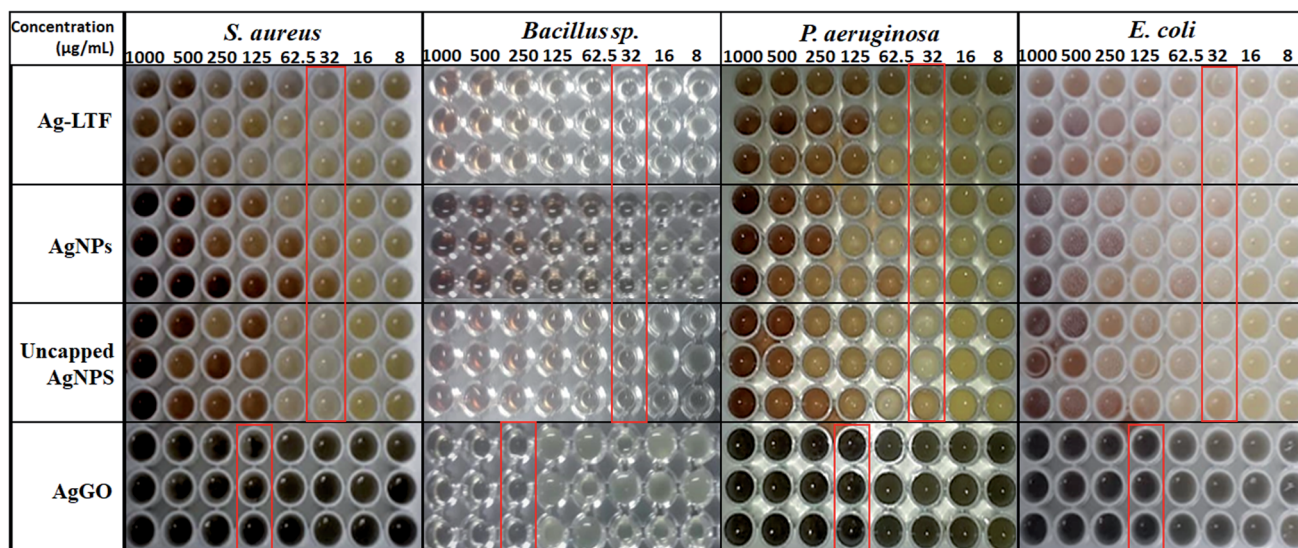 Concentration
(µg/mL)
S. aureus
1000 500 250 125 62.5 32 16 8
Bacillus sp.
1000 500 250 125 62.5 32 16 8
P. aeruginosa
1000 500 250 125 62.5 32 16 8
E. coli
1000 500 250 125 62.5 32 16 8
Ag-LTF
AgNPs
Uncapped
AgNPS
AgGO